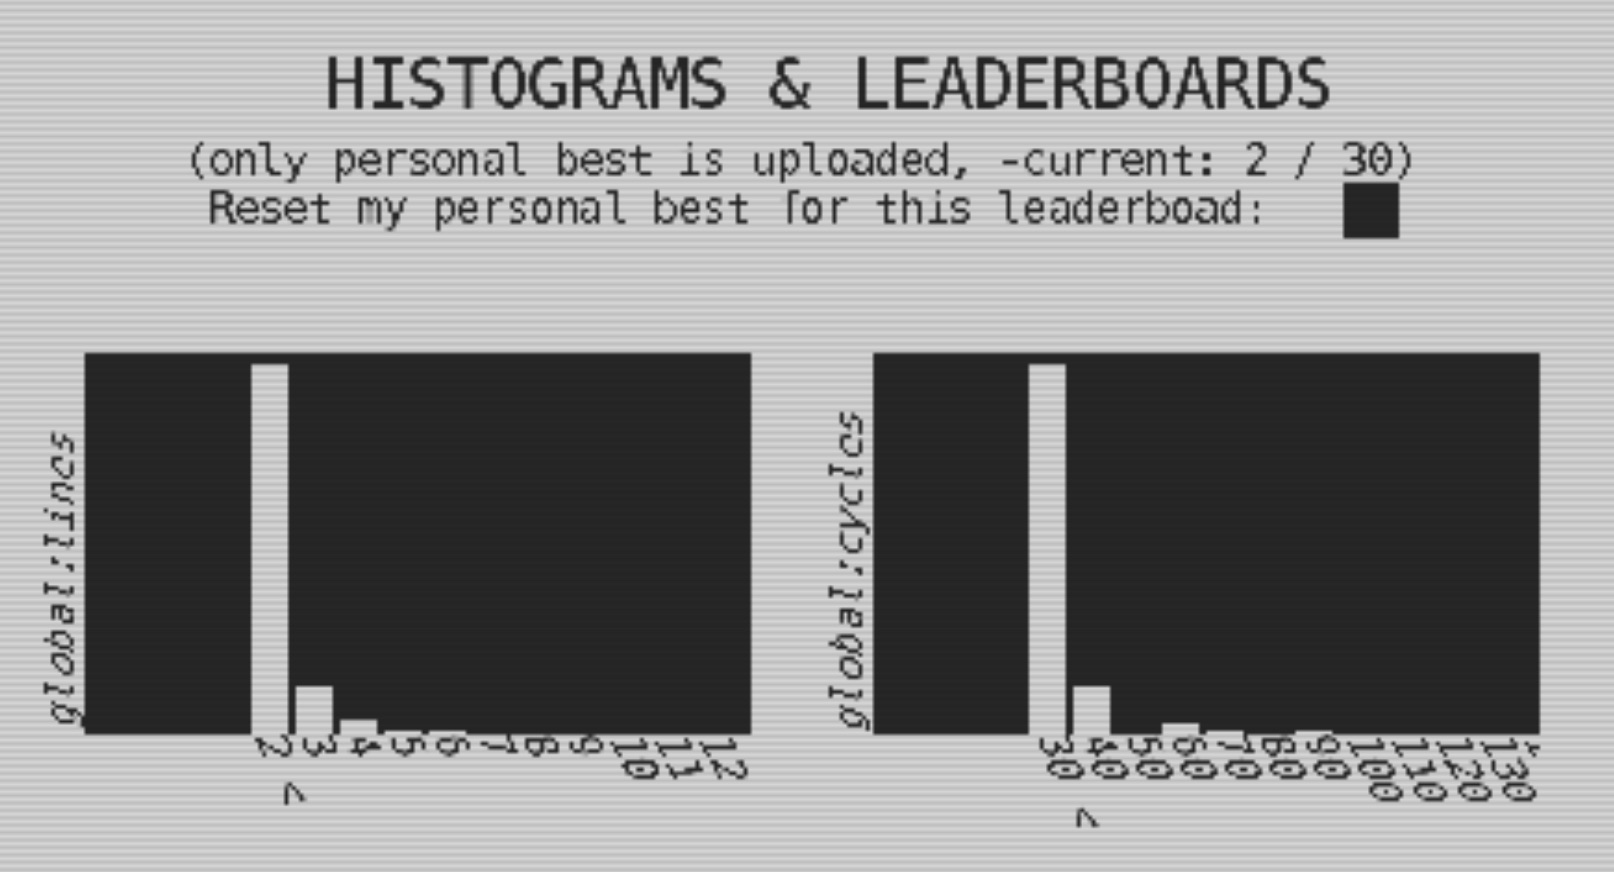 HISTOGRAMS & LEADERBOARDS
(only personal best is uploaded, -current: 2 / 30)
Reset my personal best for this leaderboad:
global:lines
2 3 4 5 6 7 8 9 10 11 12
^
global:cycles
30 40 50 60 70 80 90 100 110 120 130
^